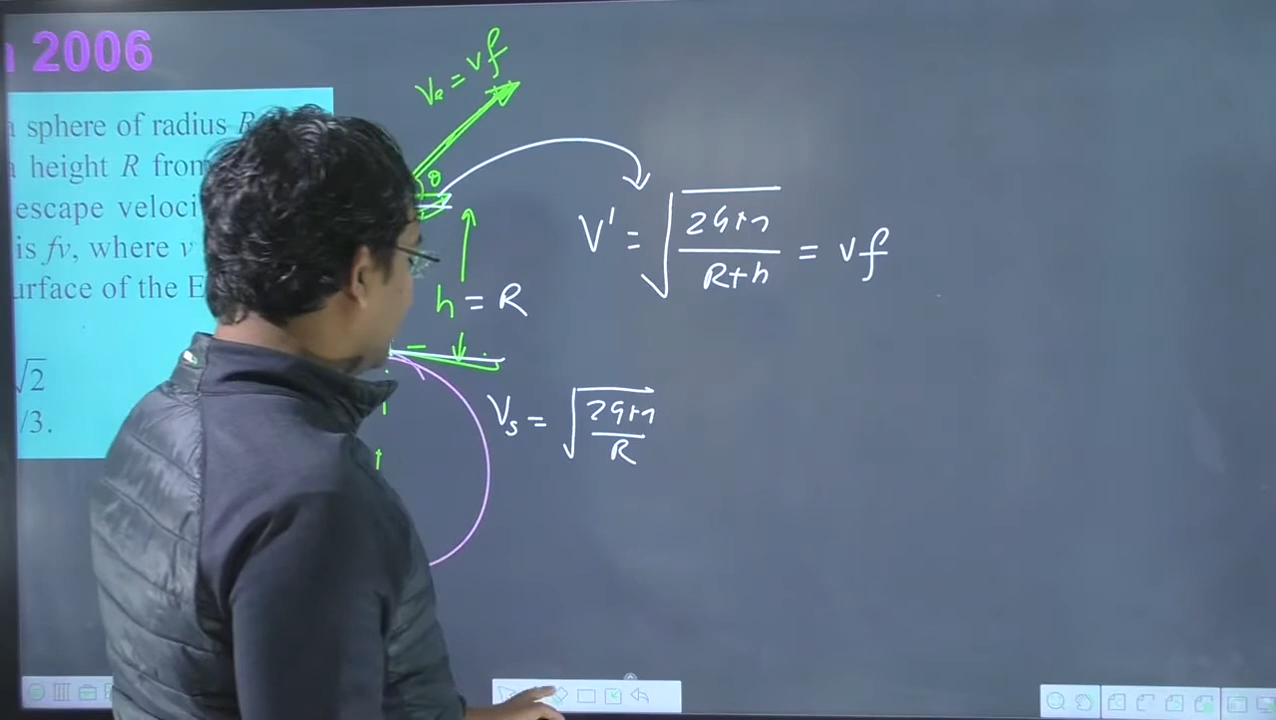 2006
sphere of radius R
height R from
escape veloci
is fv, where v
urface of the E
√2
/3.
Ve = vf
θ
h = R
V' = √(2GM/(R+h)) = vf
Vs = √(2GM/R)